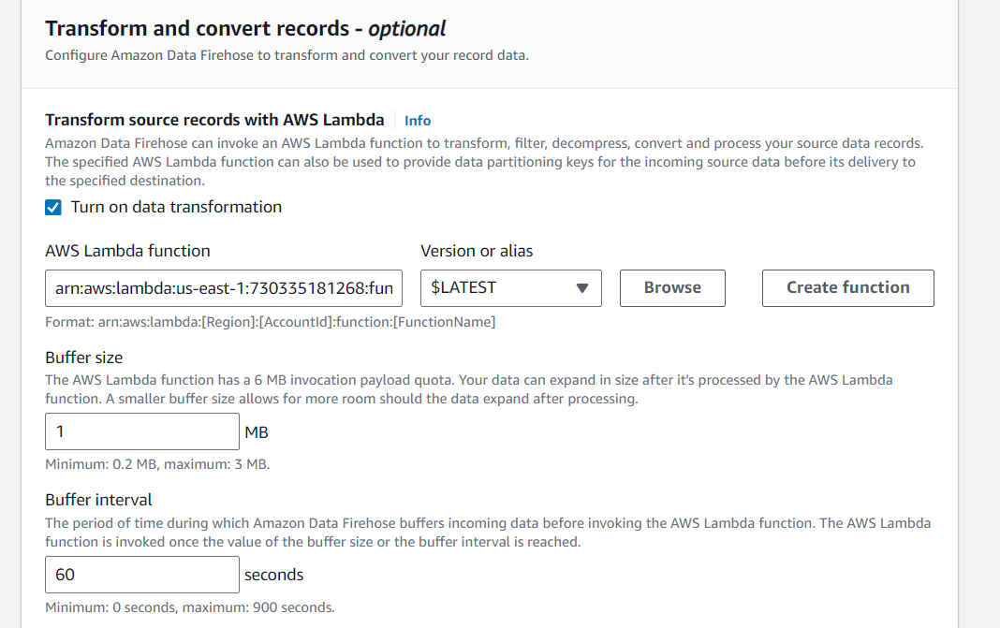 Transform and convert records - optional
Configure Amazon Data Firehose to transform and convert your record data.
Transform source records with AWS Lambda Info
Amazon Data Firehose can invoke an AWS Lambda function to transform, filter, decompress, convert and process your source data records.
The specified AWS Lambda function can also be used to provide data partitioning keys for the incoming source data before its delivery to
the specified destination.
Turn on data transformation
AWS Lambda function Version or alias
arn:aws:lambda:us-east-1:730335181268:fun $LATEST Browse Create function
Format: arn:aws:lambda:[Region]:[AccountId]:function:[FunctionName]
Buffer size
The AWS Lambda function has a 6 MB invocation payload quota. Your data can expand in size after it's processed by the AWS Lambda
function. A smaller buffer size allows for more room should the data expand after processing.
1 MB
Minimum: 0.2 MB, maximum: 3 MB.
Buffer interval
The period of time during which Amazon Data Firehose buffers incoming data before invoking the AWS Lambda function. The AWS Lambda
function is invoked once the value of the buffer size or the buffer interval is reached.
60 seconds
Minimum: 0 seconds, maximum: 900 seconds.